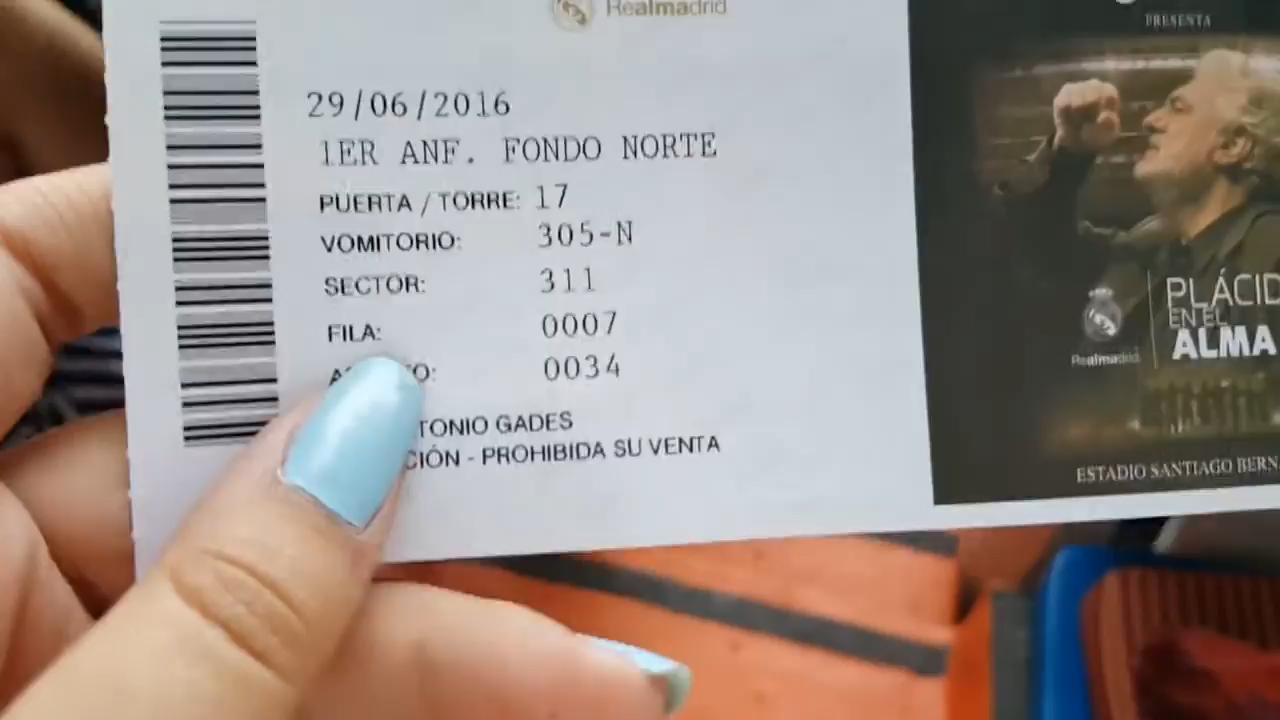 Realmadrid
29/06/2016
1ER ANF. FONDO NORTE
PUERTA / TORRE: 17
VOMITORIO: 305-N
SECTOR: 311
FILA: 0007
0034
TONIO GADES
CIÓN - PROHIBIDA SU VENTA
PRESENTA
PLÁCID
EN EL
ALMA
Realmadrid
ESTADIO SANTIAGO BERN